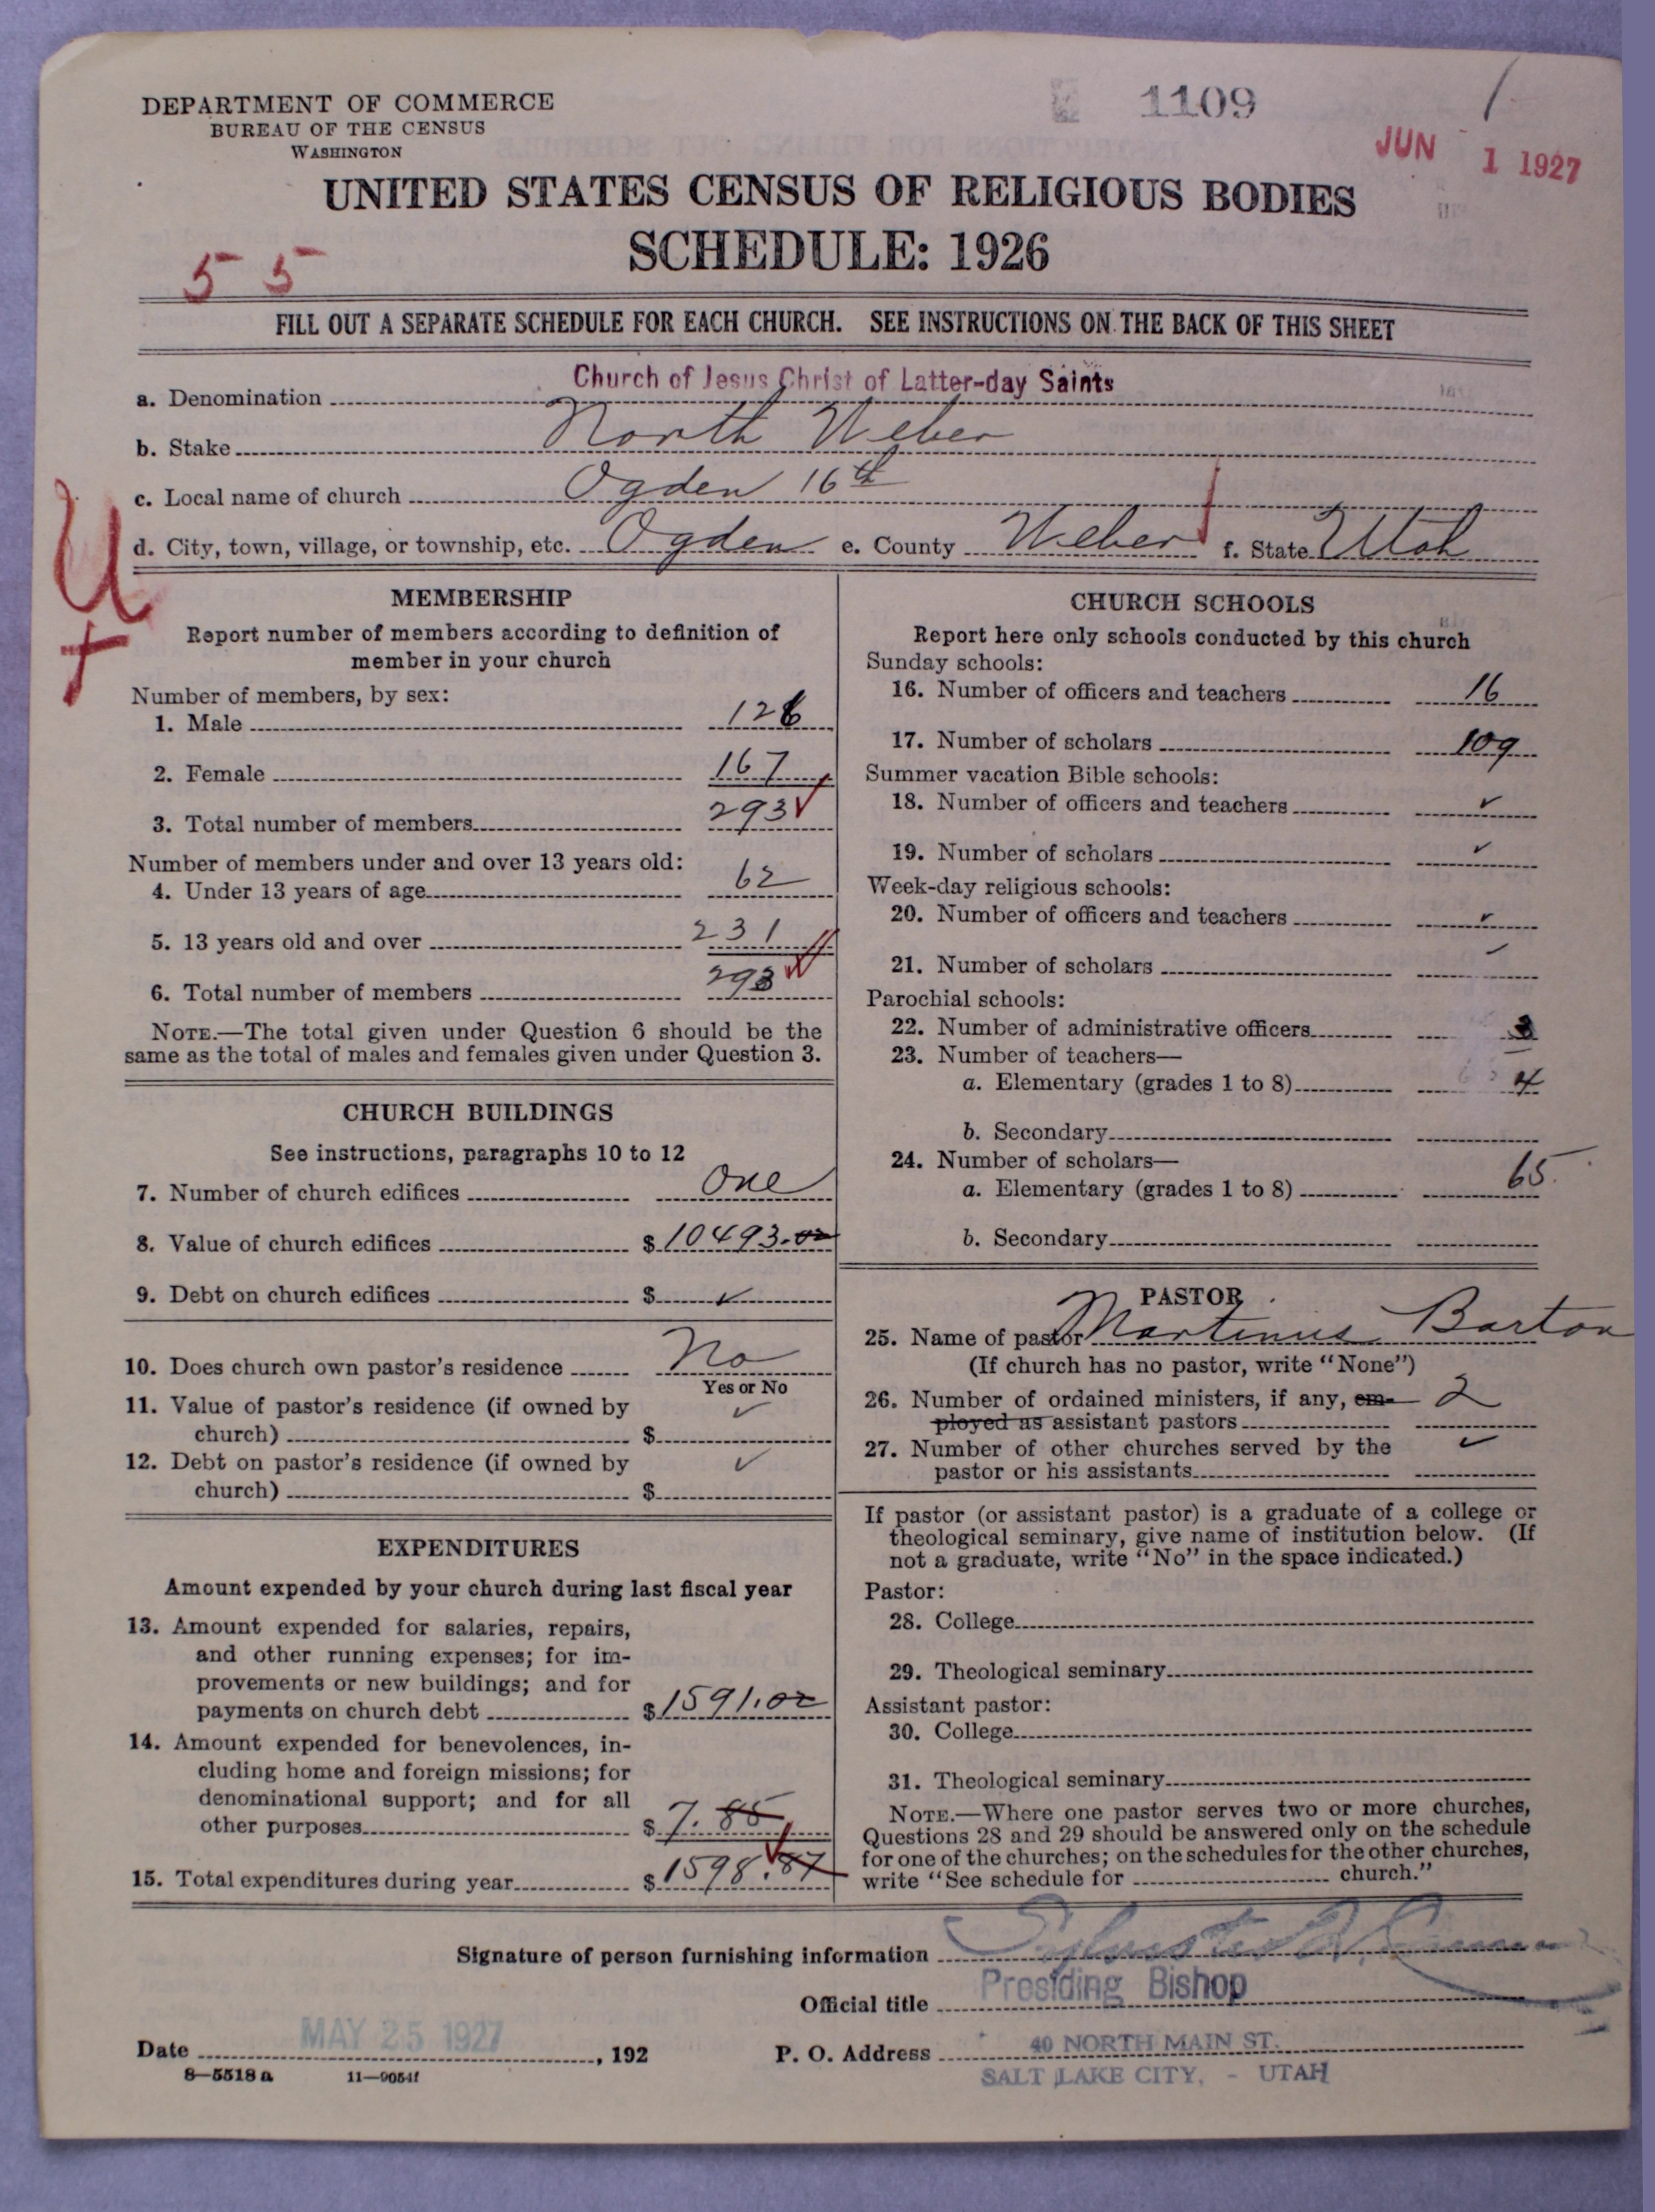 DEPARTMENT OF COMMERCE
BUREAU OF THE CENSUS
WASHINGTON
1109
JUN 1 1927
UNITED STATES CENSUS OF RELIGIOUS BODIES
SCHEDULE: 1926
5 5
FILL OUT A SEPARATE SCHEDULE FOR EACH CHURCH. SEE INSTRUCTIONS ON THE BACK OF THIS SHEET
a. Denomination Church of Jesus Christ of Latter-day Saints
b. Stake North Weber
c. Local name of church Ogden 16th
d. City, town, village, or township, etc. Ogden e. County Weber f. State Utah
MEMBERSHIP
Report number of members according to definition of
member in your church
Number of members, by sex:
1. Male 126
2. Female 167
3. Total number of members 293
Number of members under and over 13 years old:
4. Under 13 years of age 62
5. 13 years old and over 231
6. Total number of members 293
NOTE.—The total given under Question 6 should be the
same as the total of males and females given under Question 3.
CHURCH BUILDINGS
See instructions, paragraphs 10 to 12
7. Number of church edifices One
8. Value of church edifices $10493.00
9. Debt on church edifices $ ✓
10. Does church own pastor's residence No
Yes or No
11. Value of pastor's residence (if owned by ✓
church) $
12. Debt on pastor's residence (if owned by ✓
church) $
EXPENDITURES
Amount expended by your church during last fiscal year
13. Amount expended for salaries, repairs,
and other running expenses; for im-
provements or new buildings; and for
payments on church debt $1591.02
14. Amount expended for benevolences, in-
cluding home and foreign missions; for
denominational support; and for all
other purposes $7.85
15. Total expenditures during year $1598.87
CHURCH SCHOOLS
Report here only schools conducted by this church
Sunday schools:
16. Number of officers and teachers 16
17. Number of scholars 109
Summer vacation Bible schools:
18. Number of officers and teachers ✓
19. Number of scholars ✓
Week-day religious schools:
20. Number of officers and teachers ✓
21. Number of scholars
Parochial schools:
22. Number of administrative officers 3
23. Number of teachers—
a. Elementary (grades 1 to 8) 4
b. Secondary
24. Number of scholars—
a. Elementary (grades 1 to 8) 65
b. Secondary
PASTOR
25. Name of pastor Martinus Barton
(If church has no pastor, write "None")
26. Number of ordained ministers, if any, em- 2
ployed as assistant pastors
27. Number of other churches served by the ✓
pastor or his assistants
If pastor (or assistant pastor) is a graduate of a college or
theological seminary, give name of institution below. (If
not a graduate, write "No" in the space indicated.)
Pastor:
28. College
29. Theological seminary
Assistant pastor:
30. College
31. Theological seminary
NOTE.—Where one pastor serves two or more churches,
Questions 28 and 29 should be answered only on the schedule
for one of the churches; on the schedules for the other churches,
write "See schedule for church."
Signature of person furnishing information Sylvester Q. Cannon
Official title Presiding Bishop
Date MAY 25 1927, 192 P. O. Address 40 NORTH MAIN ST.
8—5518 a 11—9054f SALT LAKE CITY, - UTAH